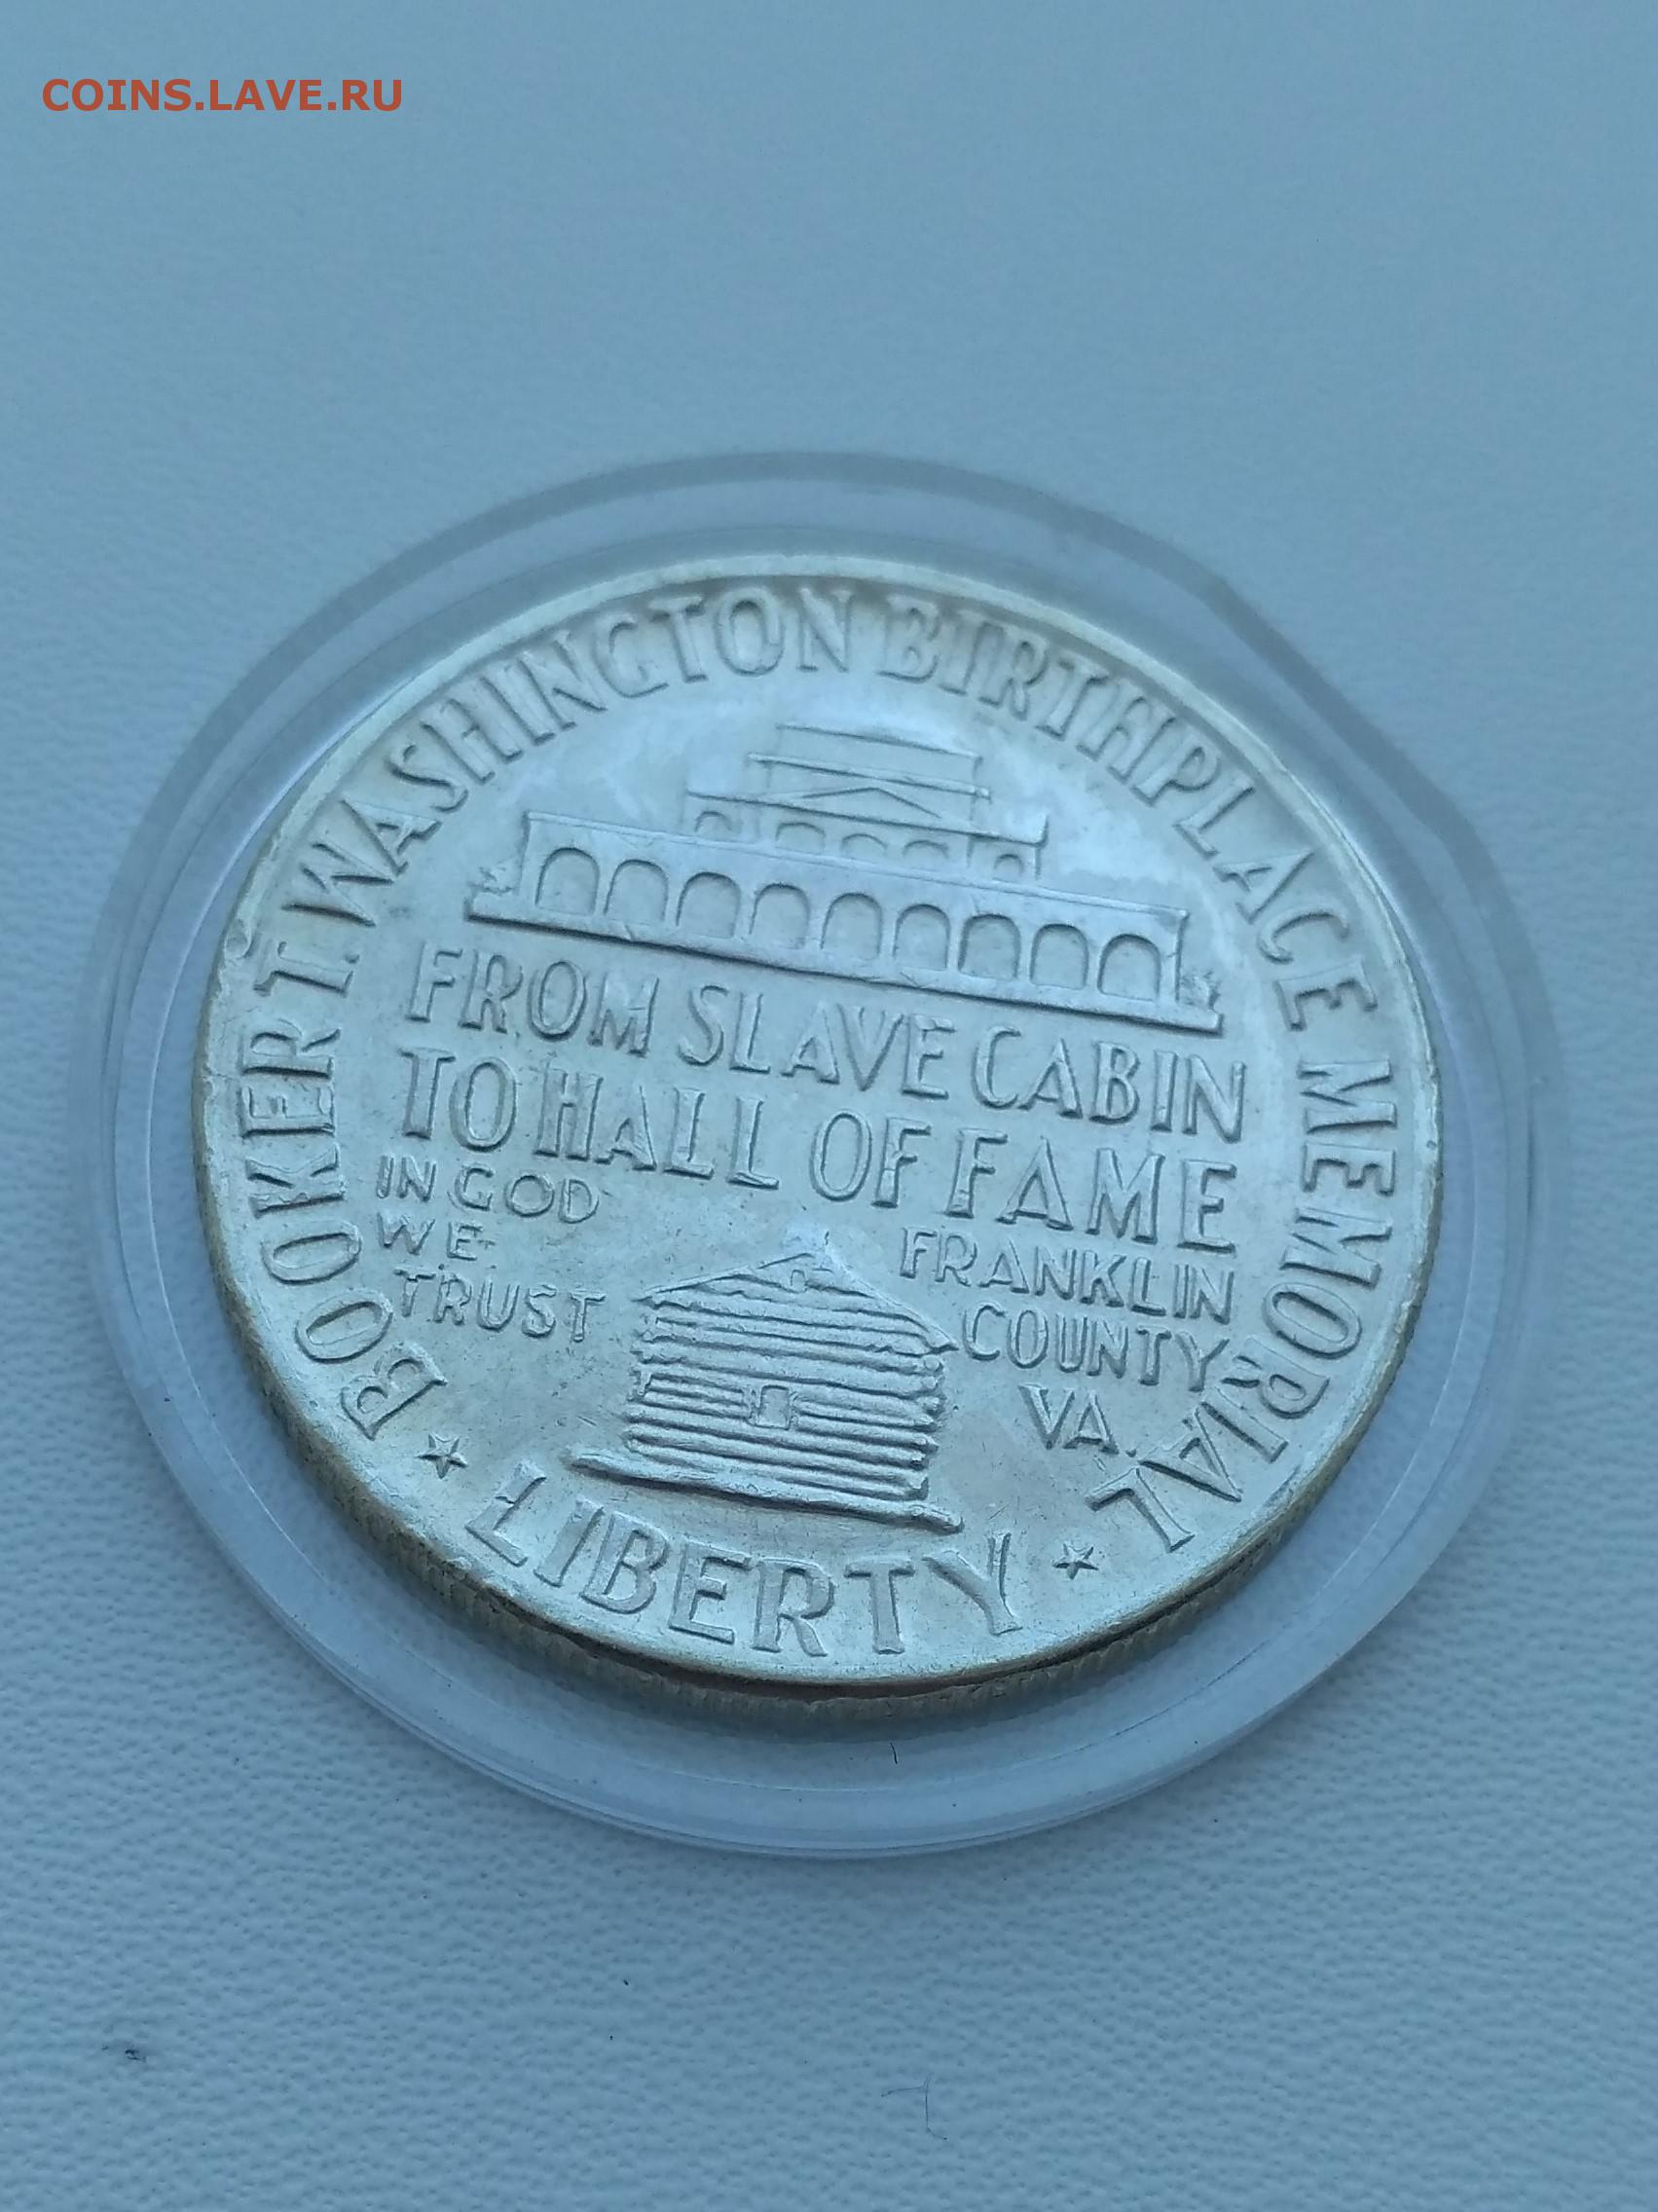 COINS.LAVE.RU
BOOKER T. WASHINGTON BIRTHPLACE MEMORIAL
FROM SLAVE CABIN
TO HALL OF FAME
IN GOD
WE
TRUST
FRANKLIN
COUNTY
VA.
★ LIBERTY ★